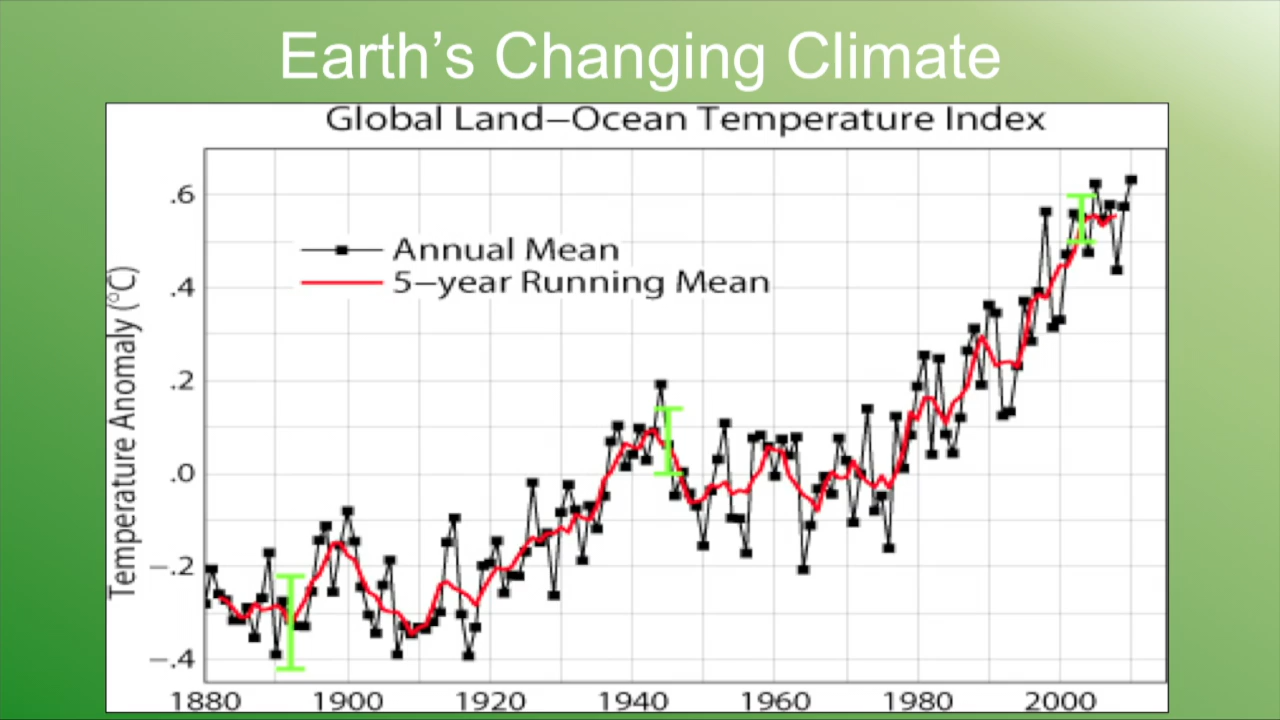 Earth's Changing Climate
Global Land−Ocean Temperature Index
.6
Annual Mean
5−year Running Mean
.4
Temperature Anomaly (°C)
.2
.0
−.2
−.4
1880 1900 1920 1940 1960 1980 2000